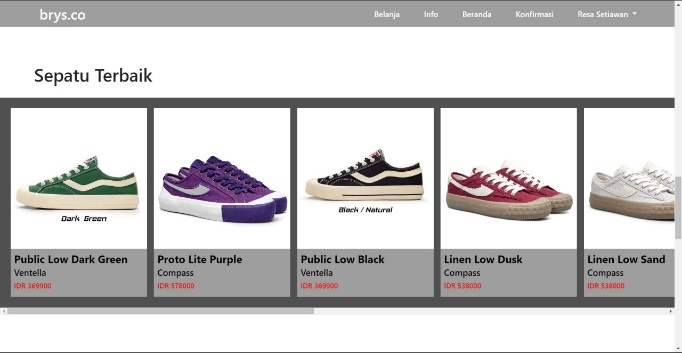 brys.co Belanja Info Beranda Konfirmasi Resa Setiawan
Sepatu Terbaik
Dark Green
Black / Natural
Public Low Dark Green
Ventella
IDR 369900
Proto Lite Purple
Compass
IDR 578000
Public Low Black
Ventella
IDR 369900
Linen Low Dusk
Compass
IDR 538000
Linen Low Sand
Compass
IDR 538000